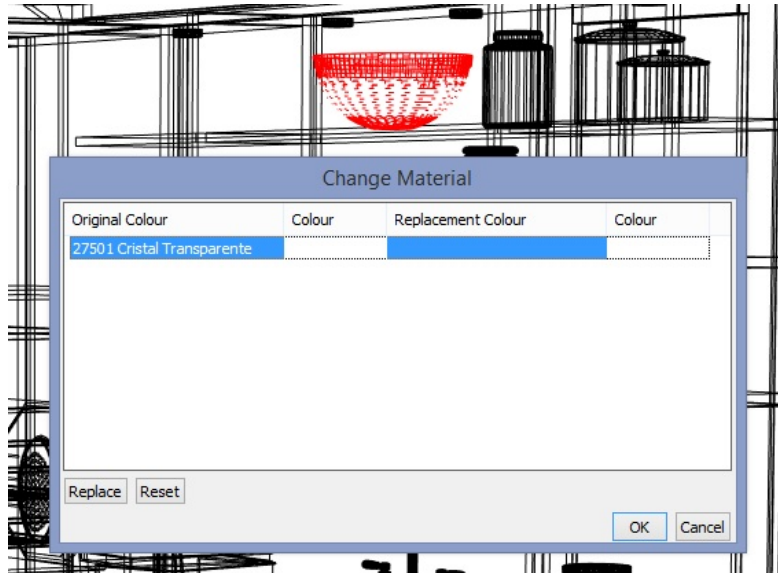 Change Material
Original Colour Colour Replacement Colour Colour
27501 Cristal Transparente
Replace Reset
OK Cancel